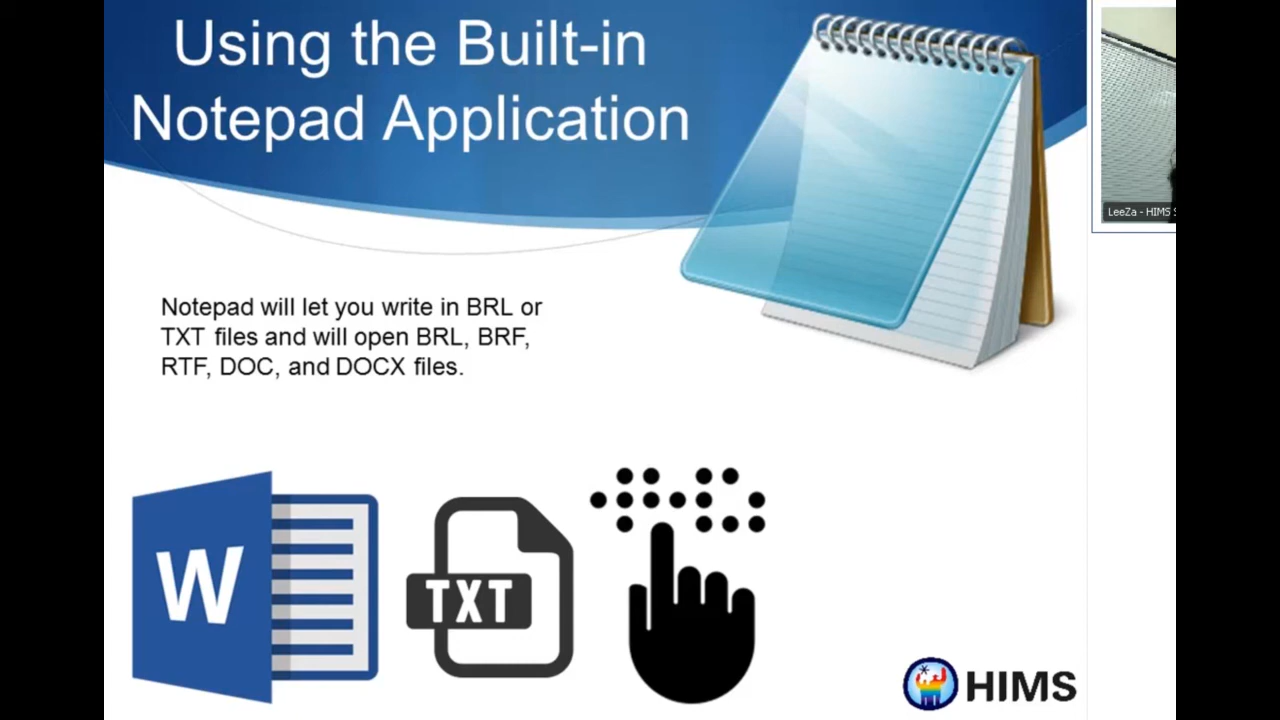 Using the Built-in
Notepad Application
Notepad will let you write in BRL or
TXT files and will open BRL, BRF,
RTF, DOC, and DOCX files.
W
TXT
HIMS
LeeZa - HIMS S